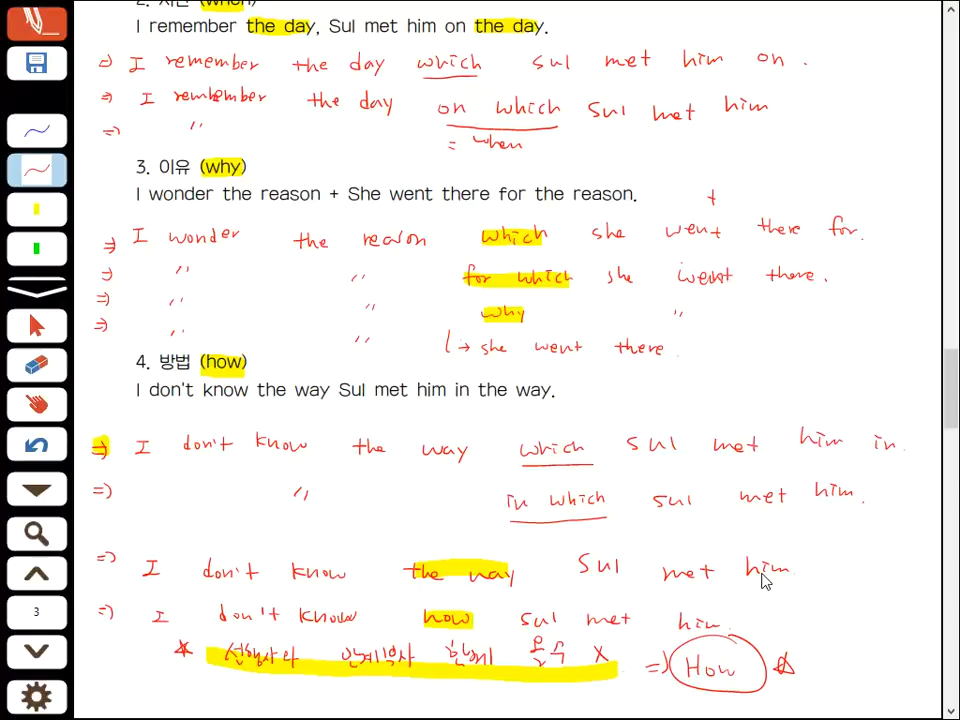 2. 시간 (when)
I remember the day, Sul met him on the day.
⇒ I remember the day which sul met him on.
⇒ I remember the day on which sul met him
⇒ 〃 = when
3. 이유 (why)
I wonder the reason + She went there for the reason. +
⇒ I wonder the reason which she went there for.
⇒ 〃 〃 for which she went there.
⇒ 〃 〃 why 〃
⇒ 〃 〃 ↳ she went there
4. 방법 (how)
I don't know the way Sul met him in the way.
⇒ I don't know the way which sul met him in.
⇒ 〃 in which sul met him.
⇒ I don't know the way Sul met him
⇒ I don't know how sul met him.
선행사와 관계부사 함께 X ⇒ How
3